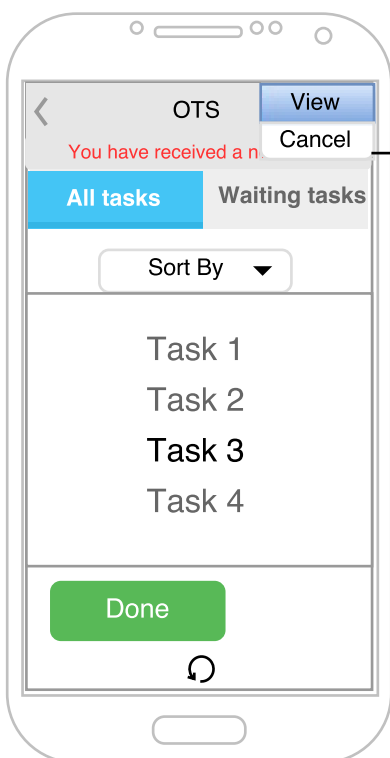 OTS
View
Cancel
You have received a n
All tasks
Waiting tasks
Sort By
Task 1
Task 2
Task 3
Task 4
Done